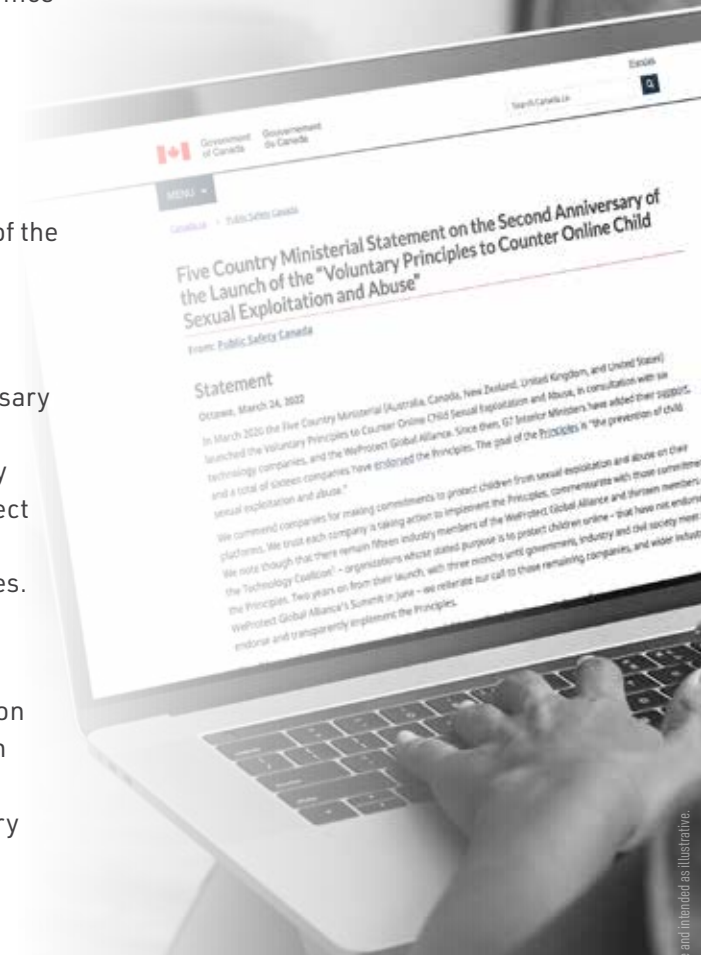 of the
sary
y
ect
es.
on
n
ry
Government
of Canada
Gouvernement
du Canada
Search Canada.ca
MENU
Canada.ca > Public Safety Canada
Five Country Ministerial Statement on the Second Anniversary of
the Launch of the "Voluntary Principles to Counter Online Child
Sexual Exploitation and Abuse"
From: Public Safety Canada
Statement
Ottawa, March 24, 2022
In March 2020 the Five Country Ministerial (Australia, Canada, New Zealand, United Kingdom, and United States)
launched the Voluntary Principles to Counter Online Child Sexual Exploitation and Abuse, in consultation with six
technology companies, and the WeProtect Global Alliance. Since then, G7 Interior Ministers have added their support,
and a total of sixteen companies have endorsed the Principles. The goal of the Principles is "the prevention of child
sexual exploitation and abuse."
We commend companies for making commitments to protect children from sexual exploitation and abuse on their
platforms. We trust each company is taking action to implement the Principles, commensurate with those commitmen
We note though that there remain fifteen industry members of the WeProtect Global Alliance and thirteen members
the Technology Coalition¹ – organizations whose stated purpose is to protect children online – that have not endorse
the Principles. Two years on from their launch, with three months until government, industry and civil society meet
WeProtect Global Alliance's Summit in June – we reiterate our call to those remaining companies, and wider industr
endorse and transparently implement the Principles.
and intended as illustrative.